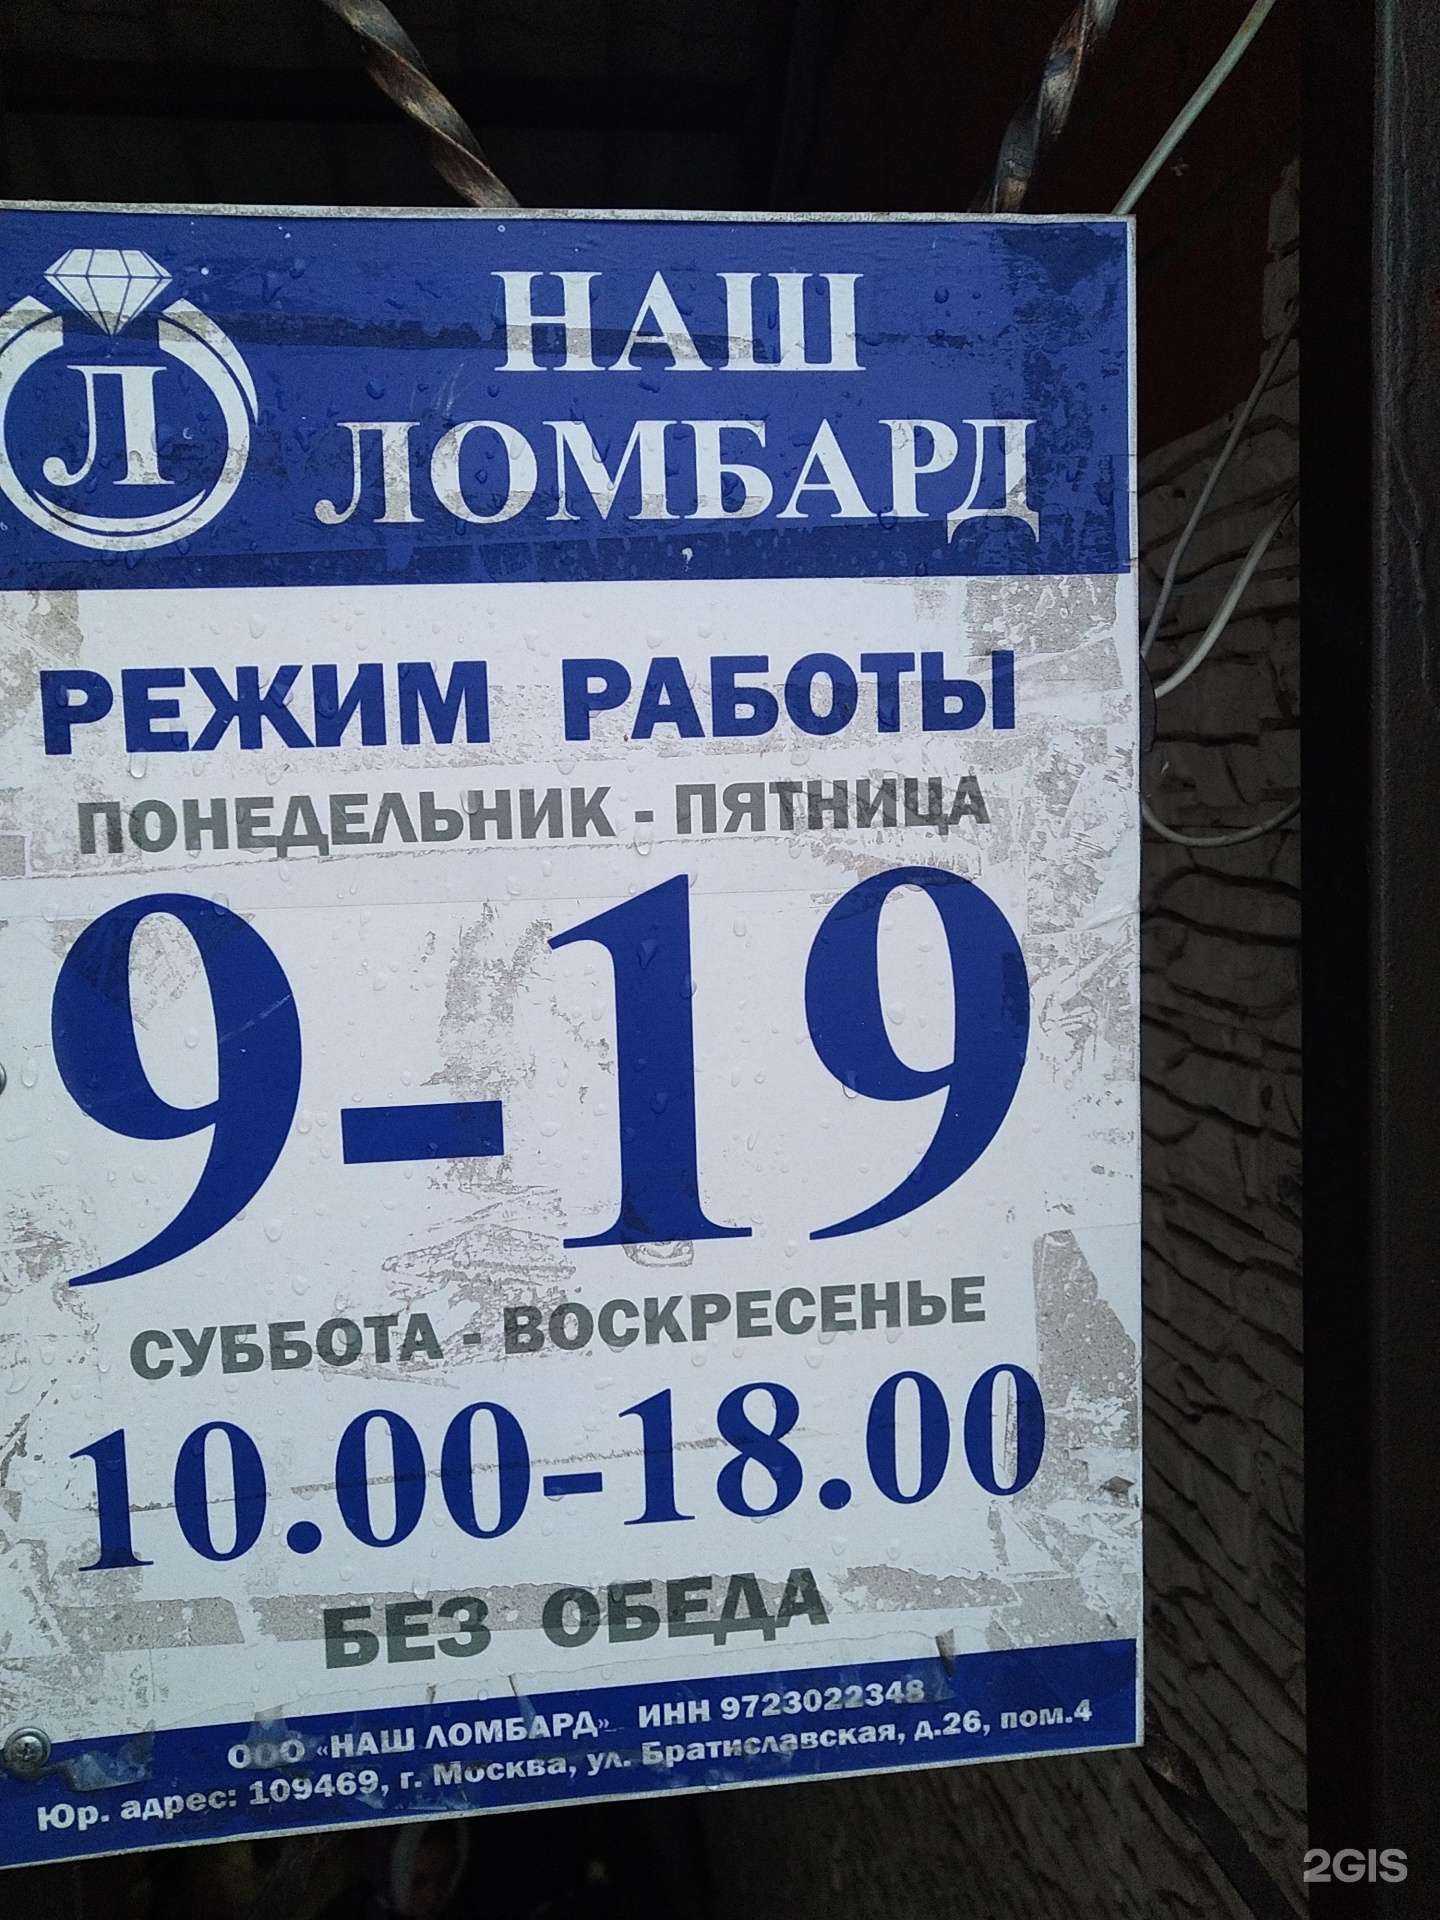 Л
НАШ
ЛОМБАРД
РЕЖИМ РАБОТЫ
ПОНЕДЕЛЬНИК - ПЯТНИЦА
9-19
СУББОТА - ВОСКРЕСЕНЬЕ
10.00-18.00
БЕЗ ОБЕДА
ООО «НАШ ЛОМБАРД» ИНН 9723022348
Юр. адрес: 109469, г. Москва, ул. Братиславская, д.26, пом.4
2GIS